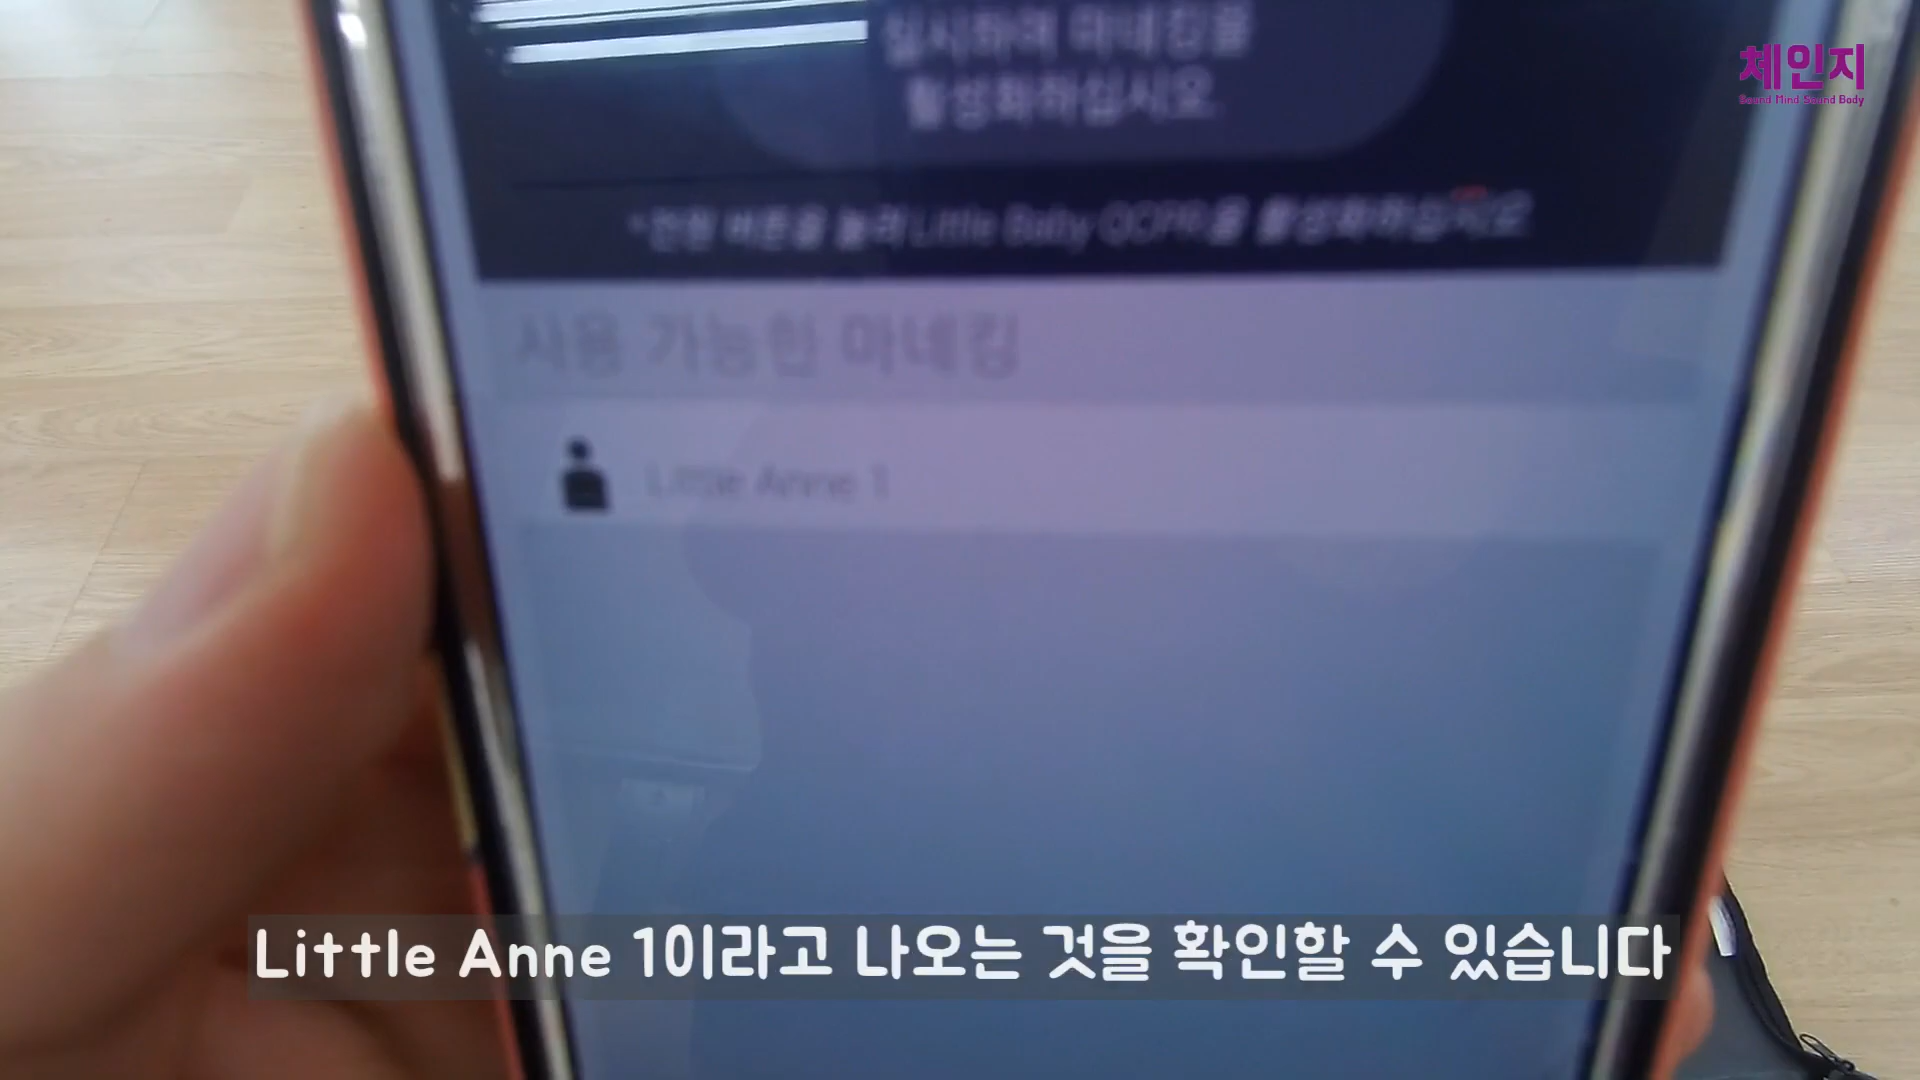 실시하여 마네킹을
활성화하십시오.
*전원 버튼을 눌러 Little Baby QCPR을 활성화하십시오
사용 가능한 마네킹
Little Anne 1
Little Anne 1이라고 나오는 것을 확인할 수 있습니다
체인지
Sound Mind Sound Body